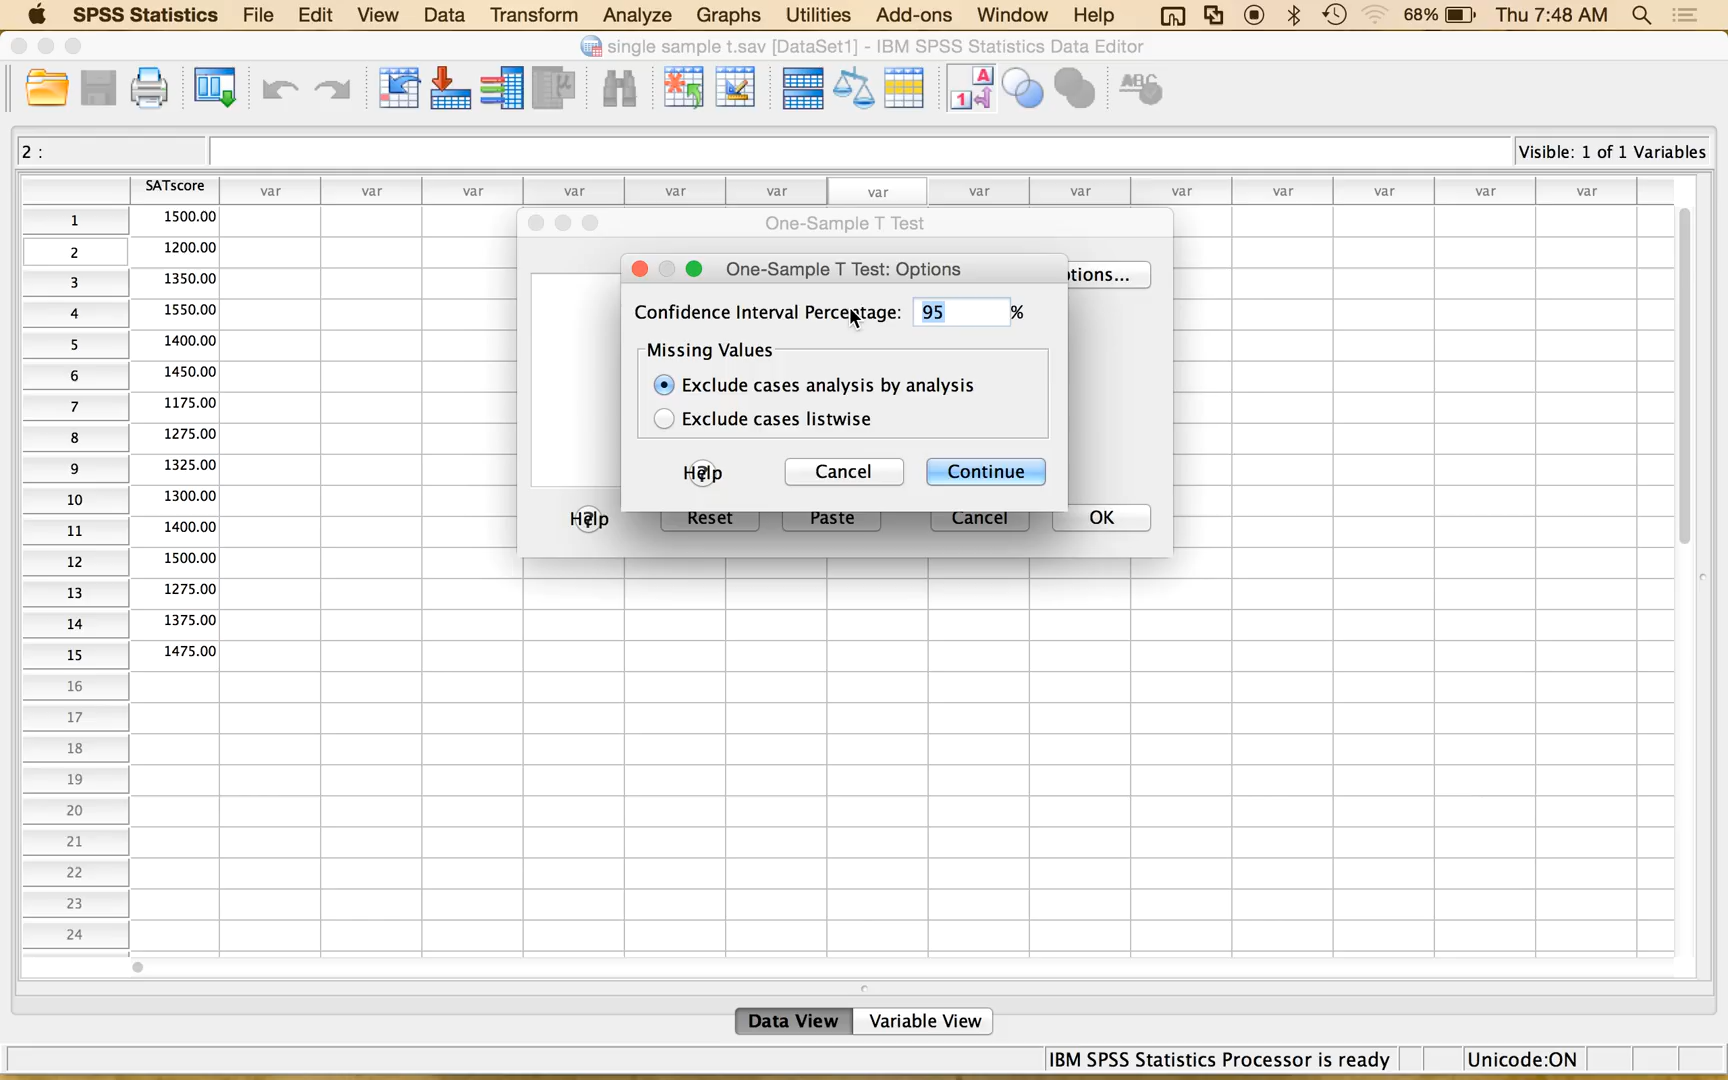 SPSS Statistics File Edit View Data Transform Analyze Graphs Utilities Add-ons Window Help 68% Thu 7:48 AM
single sample t.sav [DataSet1] - IBM SPSS Statistics Data Editor
2 : Visible: 1 of 1 Variables
SATscore var var var var var var var var var var var var var var
1 1500.00
2 1200.00
3 1350.00
4 1550.00
5 1400.00
6 1450.00
7 1175.00
8 1275.00
9 1325.00
10 1300.00
11 1400.00
12 1500.00
13 1275.00
14 1375.00
15 1475.00
16
17
18
19
20
21
22
23
24
One-Sample T Test
ptions...
One-Sample T Test: Options
Confidence Interval Percentage: 95 %
Missing Values
Exclude cases analysis by analysis
Exclude cases listwise
Help Cancel Continue
Help Reset Paste Cancel OK
Data View Variable View
IBM SPSS Statistics Processor is ready Unicode:ON